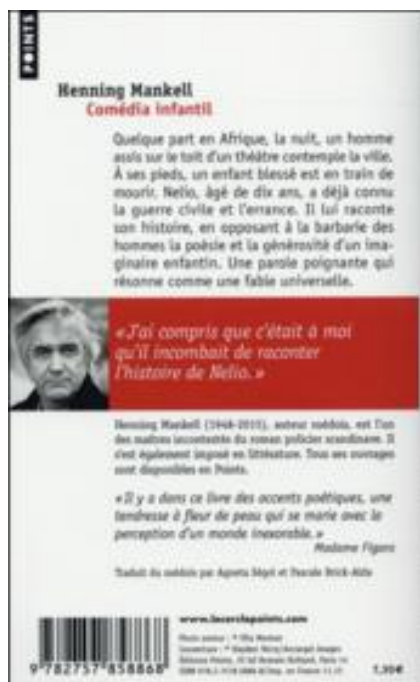 POINTS
Henning Mankell
Comédia infantil
Quelque part en Afrique, la nuit, un homme
assis sur le toit d'un théâtre contemple la ville.
À ses pieds, un enfant blessé est en train de
mourir. Nelio, âgé de dix ans, a déjà connu
la guerre civile et l'errance. Il lui raconte
son histoire, en opposant à la barbarie des
hommes la poésie et la générosité d'un ima-
ginaire enfantin. Une parole poignante qui
résonne comme une fable universelle.
« J'ai compris que c'était à moi
qu'il incombait de raconter
l'histoire de Nelio. »
Henning Mankell (1948-2015), auteur suédois, est l'un
des maîtres incontestés du roman policier scandinave. Il
s'est également imposé en littérature. Tous ses ouvrages
sont disponibles en Points.
« Il y a dans ce livre des accents poétiques, une
tendresse à fleur de peau qui se marie avec la
perception d'un monde inexorable. »
Madame Figaro
Traduit du suédois par Agneta Ségol et Pascale Brick-Aïda
www.lecerclepoints.com
Éditions Points
9 782757 858868
7,30€